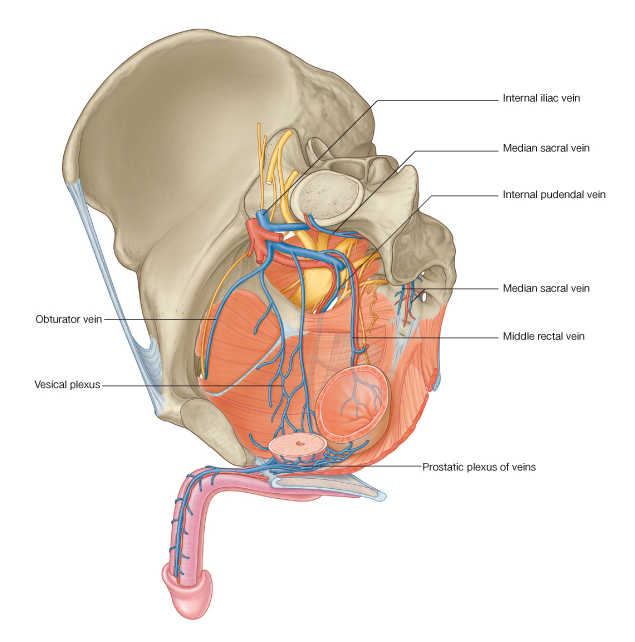 Internal iliac vein
Median sacral vein
Internal pudendal vein
Median sacral vein
Obturator vein
Middle rectal vein
Vesical plexus
Prostatic plexus of veins